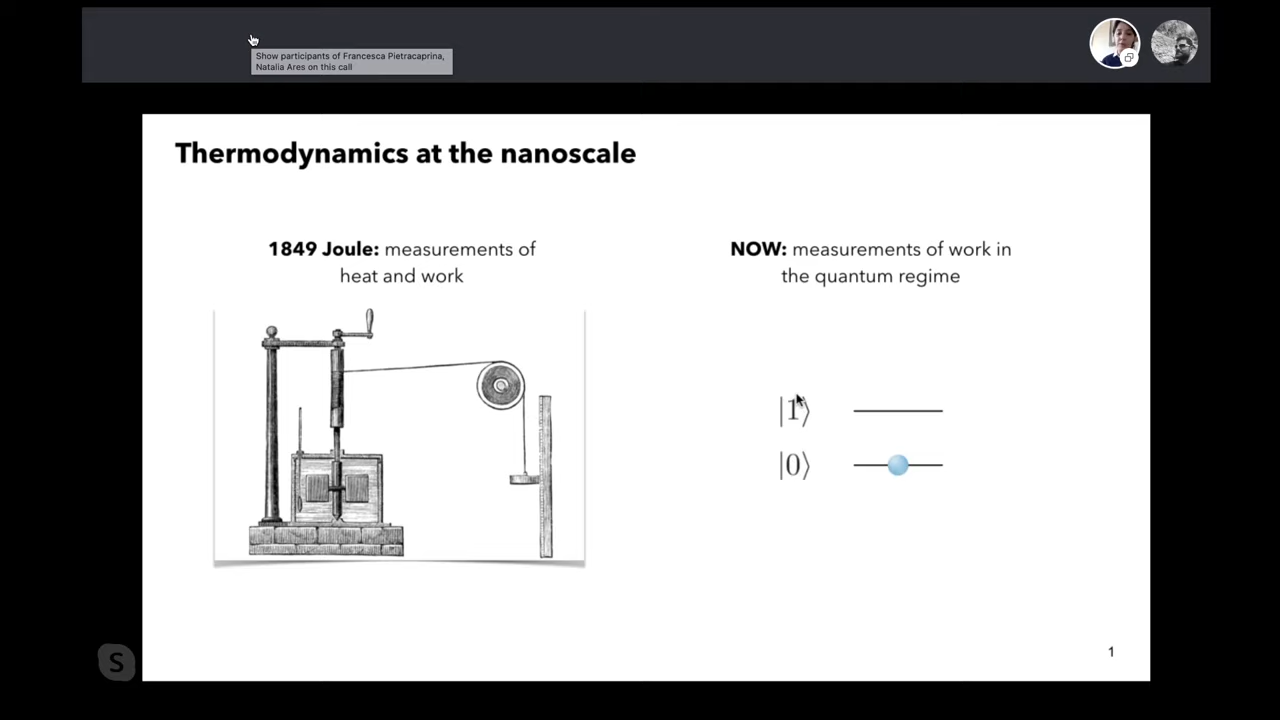 Show participants of Francesca Pietracaprina,
Natalia Ares on this call
Thermodynamics at the nanoscale
1849 Joule: measurements of
heat and work
NOW: measurements of work in
the quantum regime
|1⟩
|0⟩
S
1